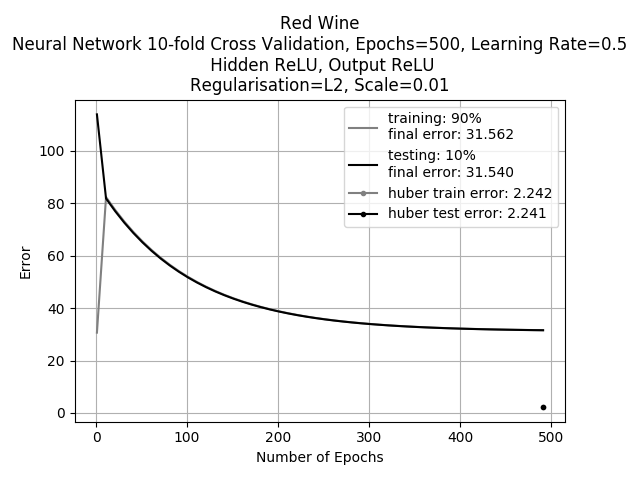 Red Wine
Neural Network 10-fold Cross Validation, Epochs=500, Learning Rate=0.5
Hidden ReLU, Output ReLU
Regularisation=L2, Scale=0.01
training: 90%
final error: 31.562
testing: 10%
final error: 31.540
huber train error: 2.242
huber test error: 2.241
100
80
60
40
20
0
Error
0 100 200 300 400 500
Number of Epochs